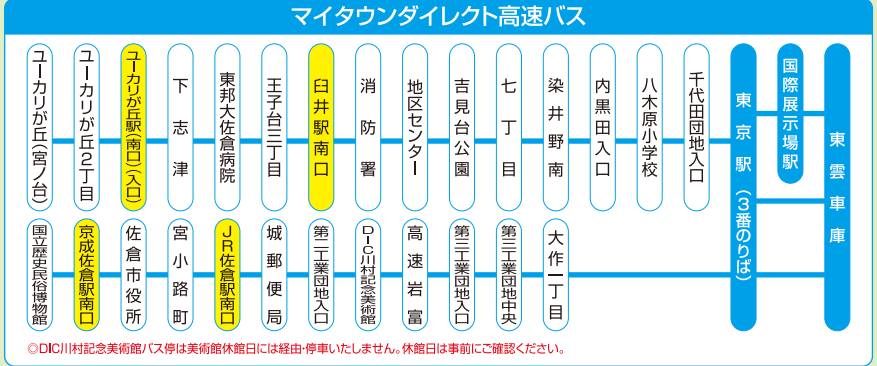 マイタウンダイレクト高速バス
ユーカリが丘(宮ノ台)
ユーカリが丘2丁目
ユーカリが丘駅(南口)(入口)
下志津
東邦大佐倉病院
王子台三丁目
臼井駅南口
消防署
地区センター
吉見台公園
七丁目
染井野南
内黒田入口
八木原小学校
千代田団地入口
東京駅(3番のりば)
国際展示場駅
東雲車庫
国立歴史民俗博物館
京成佐倉駅南口
佐倉市役所
宮小路町
JR佐倉駅南口
城郵便局
第二工業団地入口
DIC川村記念美術館
高速岩富
第三工業団地入口
第三工業団地中央
大作一丁目
◎DIC川村記念美術館バス停は美術館休館日には経由・停車いたしません。休館日は事前にご確認ください。